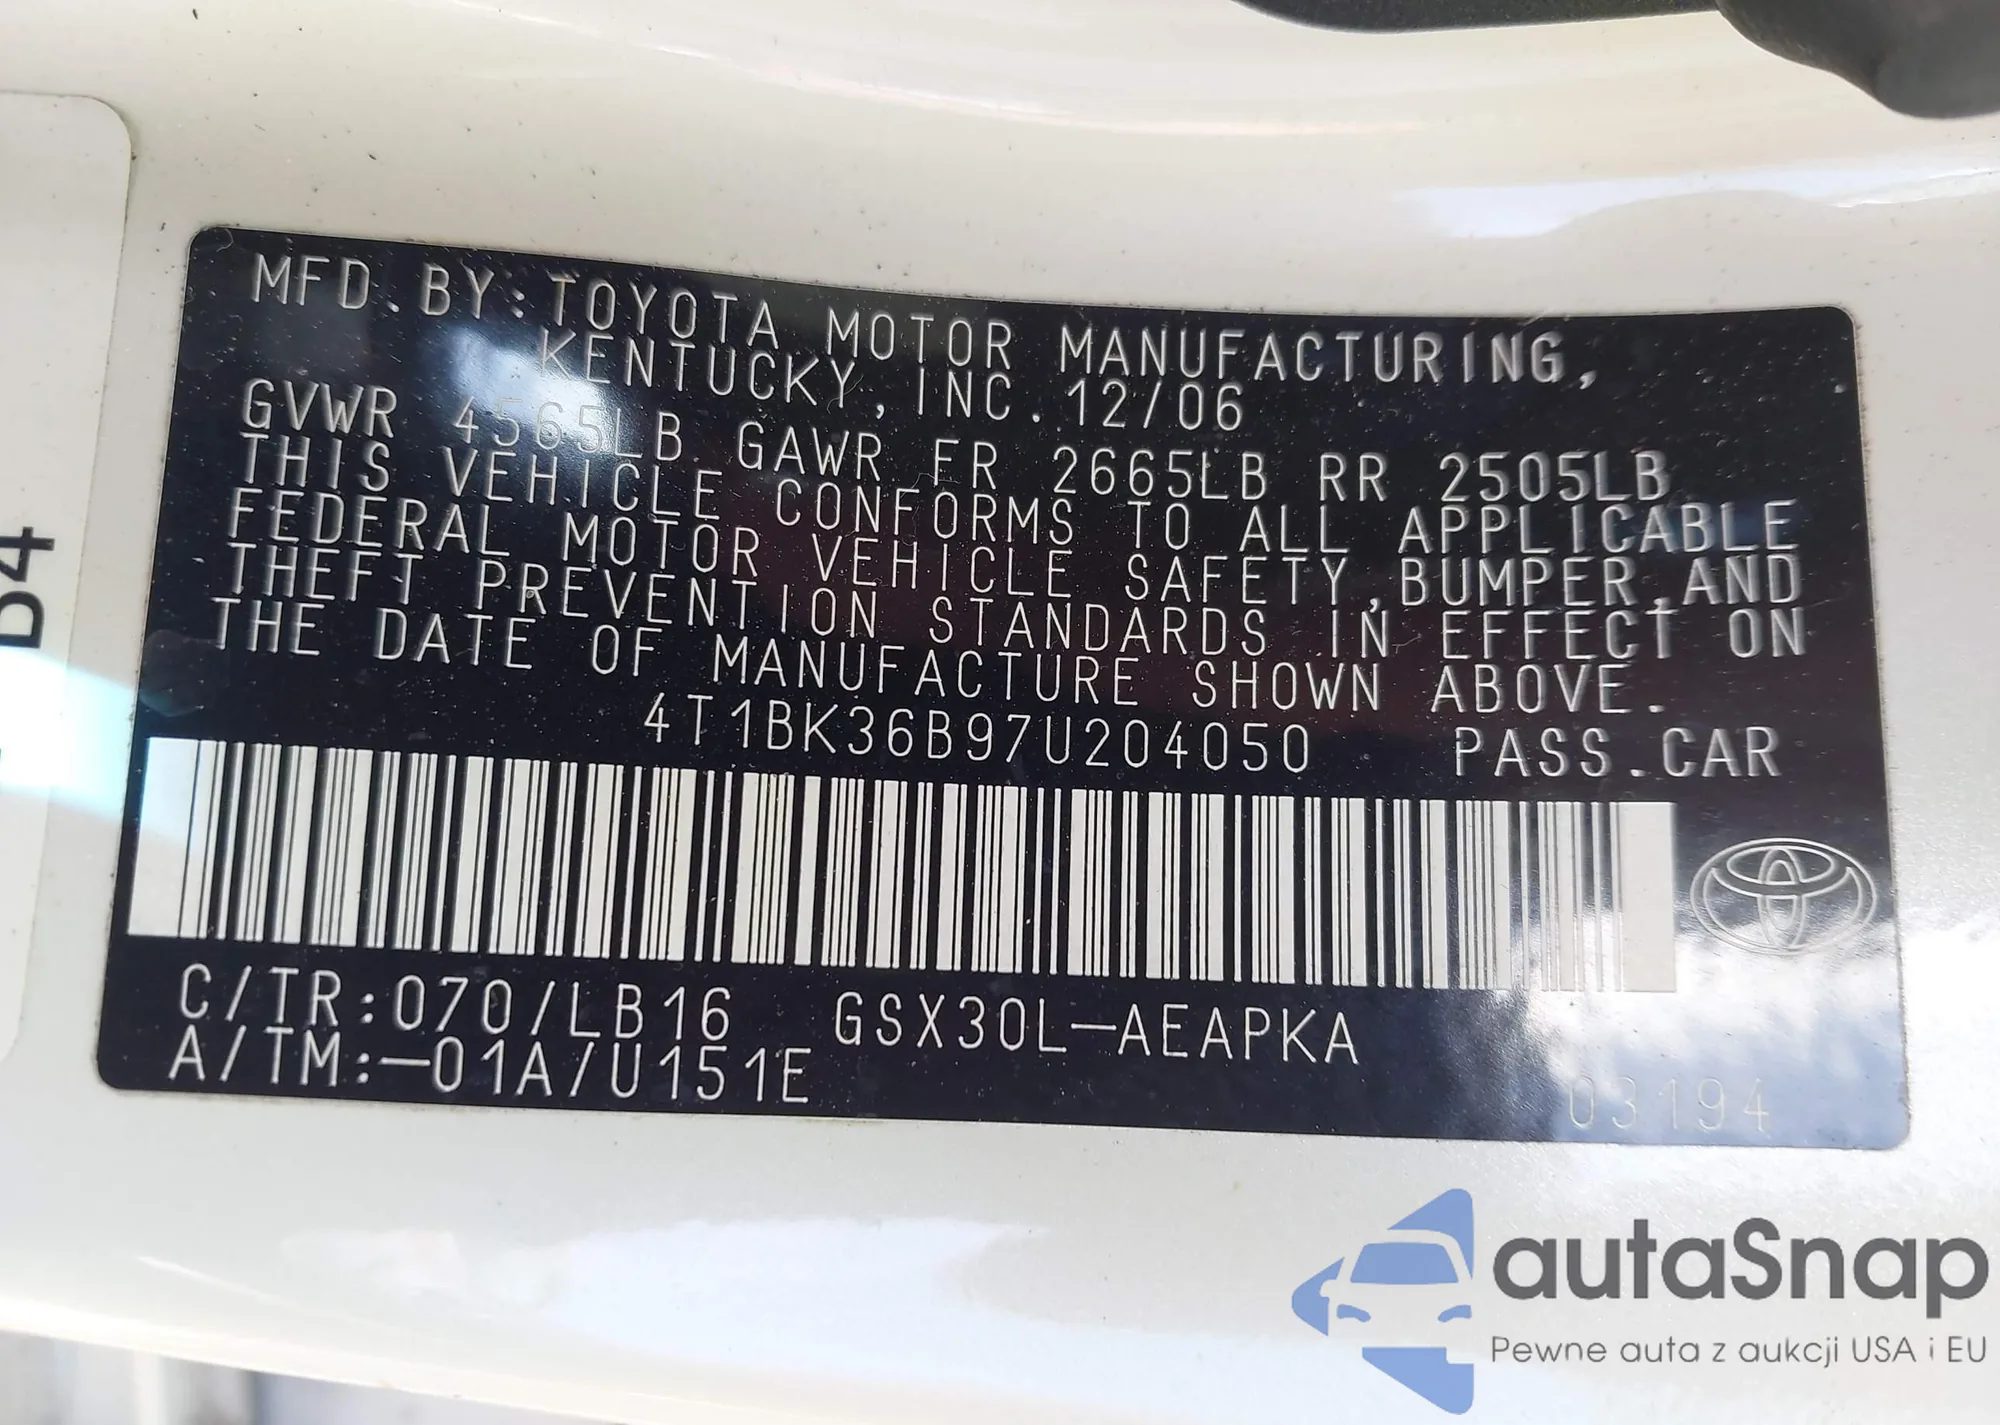 MFD.BY:TOYOTA MOTOR MANUFACTURING,
KENTUCKY,INC.12/06
GVWR 4565LB GAWR FR 2665LB RR 2505LB
THIS VEHICLE CONFORMS TO ALL APPLICABLE
FEDERAL MOTOR VEHICLE SAFETY,BUMPER,AND
THEFT PREVENTION STANDARDS IN EFFECT ON
THE DATE OF MANUFACTURE SHOWN ABOVE.
4T1BK36B97U204050 PASS.CAR
C/TR:070/LB16 GSX30L-AEAPKA
A/TM:-01A/U151E
03194
autaSnap
Pewne auta z aukcji USA i EU